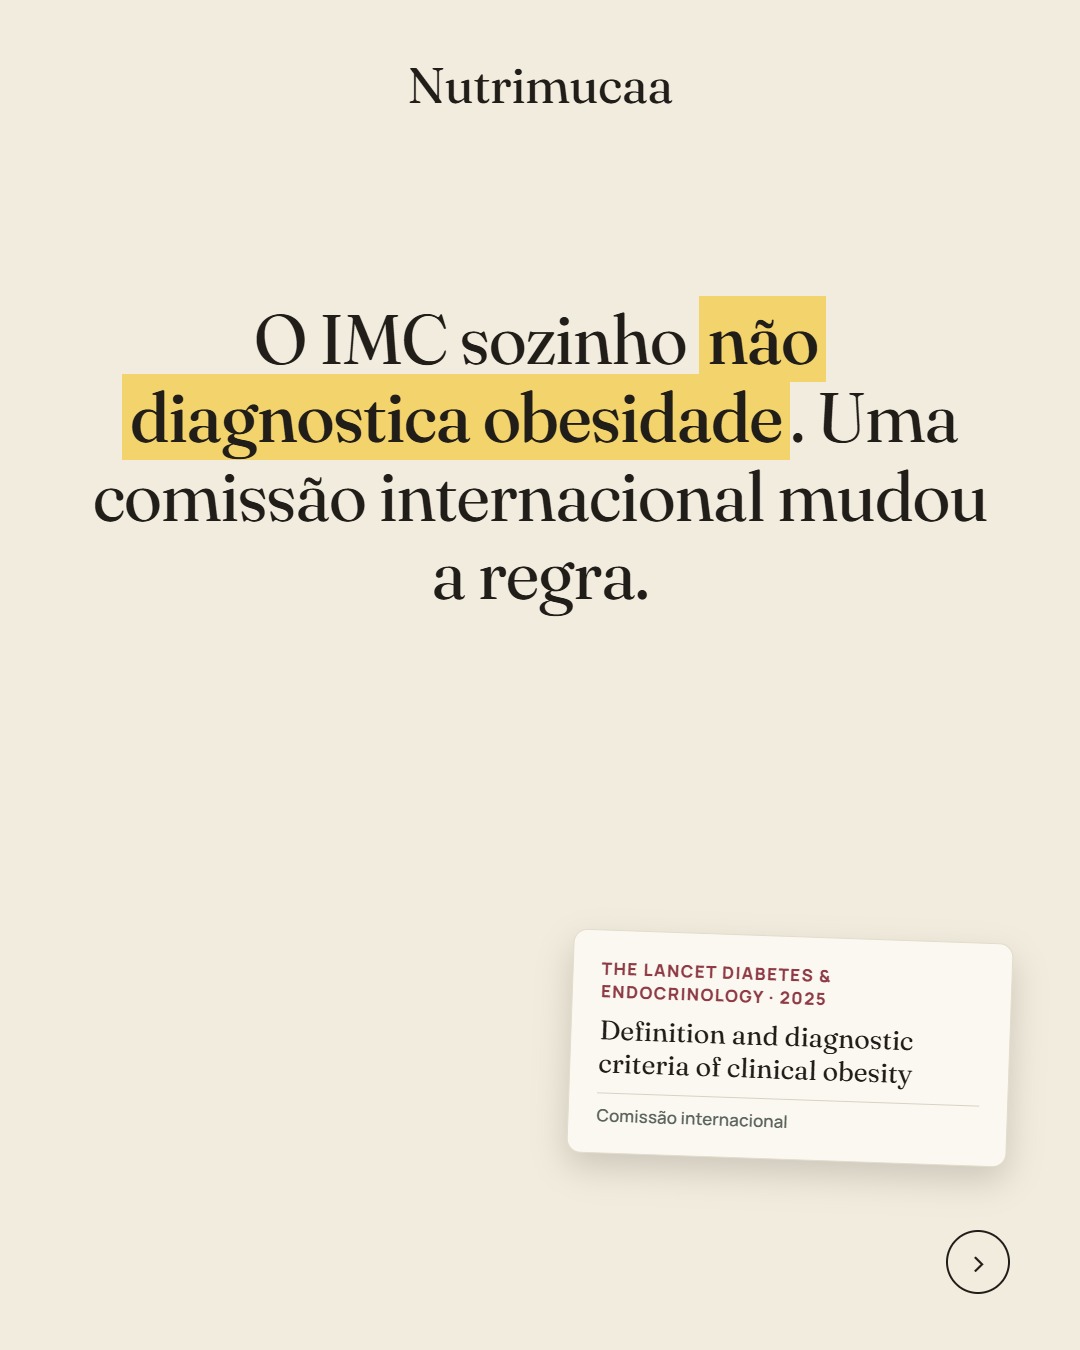 Nutrimucaa
O IMC sozinho não
diagnostica obesidade. Uma
comissão internacional mudou
a regra.
THE LANCET DIABETES &
ENDOCRINOLOGY · 2025
Definition and diagnostic
criteria of clinical obesity
Comissão internacional